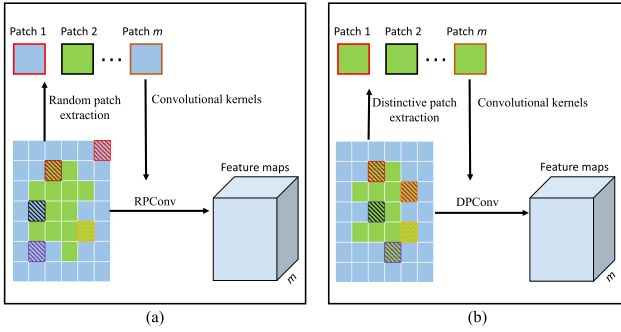 Patch 1 Patch 2 Patch m
Random patch
extraction
Convolutional kernels
Feature maps
RPConv
m
(a)
Patch 1 Patch 2 Patch m
Distinctive patch
extraction
Convolutional kernels
Feature maps
DPConv
m
(b)